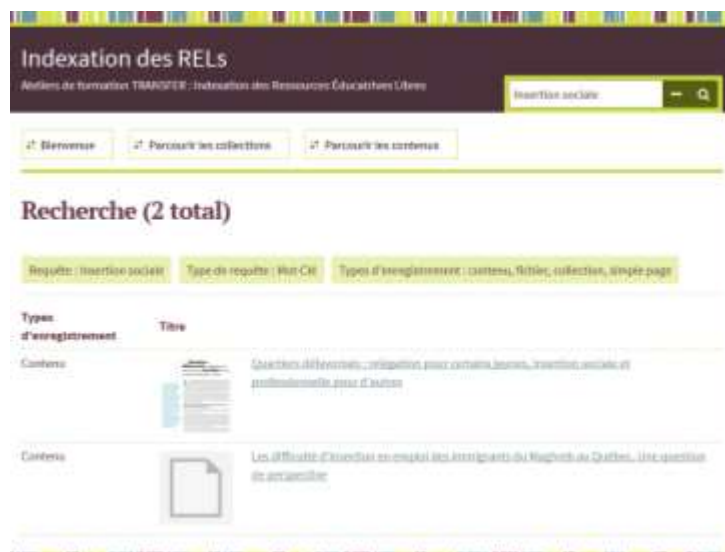 Indexation des RELs
Ateliers de formation TRANSFER : Indexation des Ressources Éducatives Libres
Insertion sociale
Bienvenue
Parcourir les collections
Parcourir les contenus
Recherche (2 total)
Requête : Insertion sociale
Type de requête : Mot-Clé
Types d'enregistrement : contenu, fichier, collection, simple page
Types
d'enregistrement
Titre
Contenu
Quartiers défavorisés : relégation pour certains jeunes, insertion sociale et
professionnelle pour d'autres
Contenu
Les difficulté d'insertion en emploi des immigrants du Maghreb au Québec. Une question
de perspective